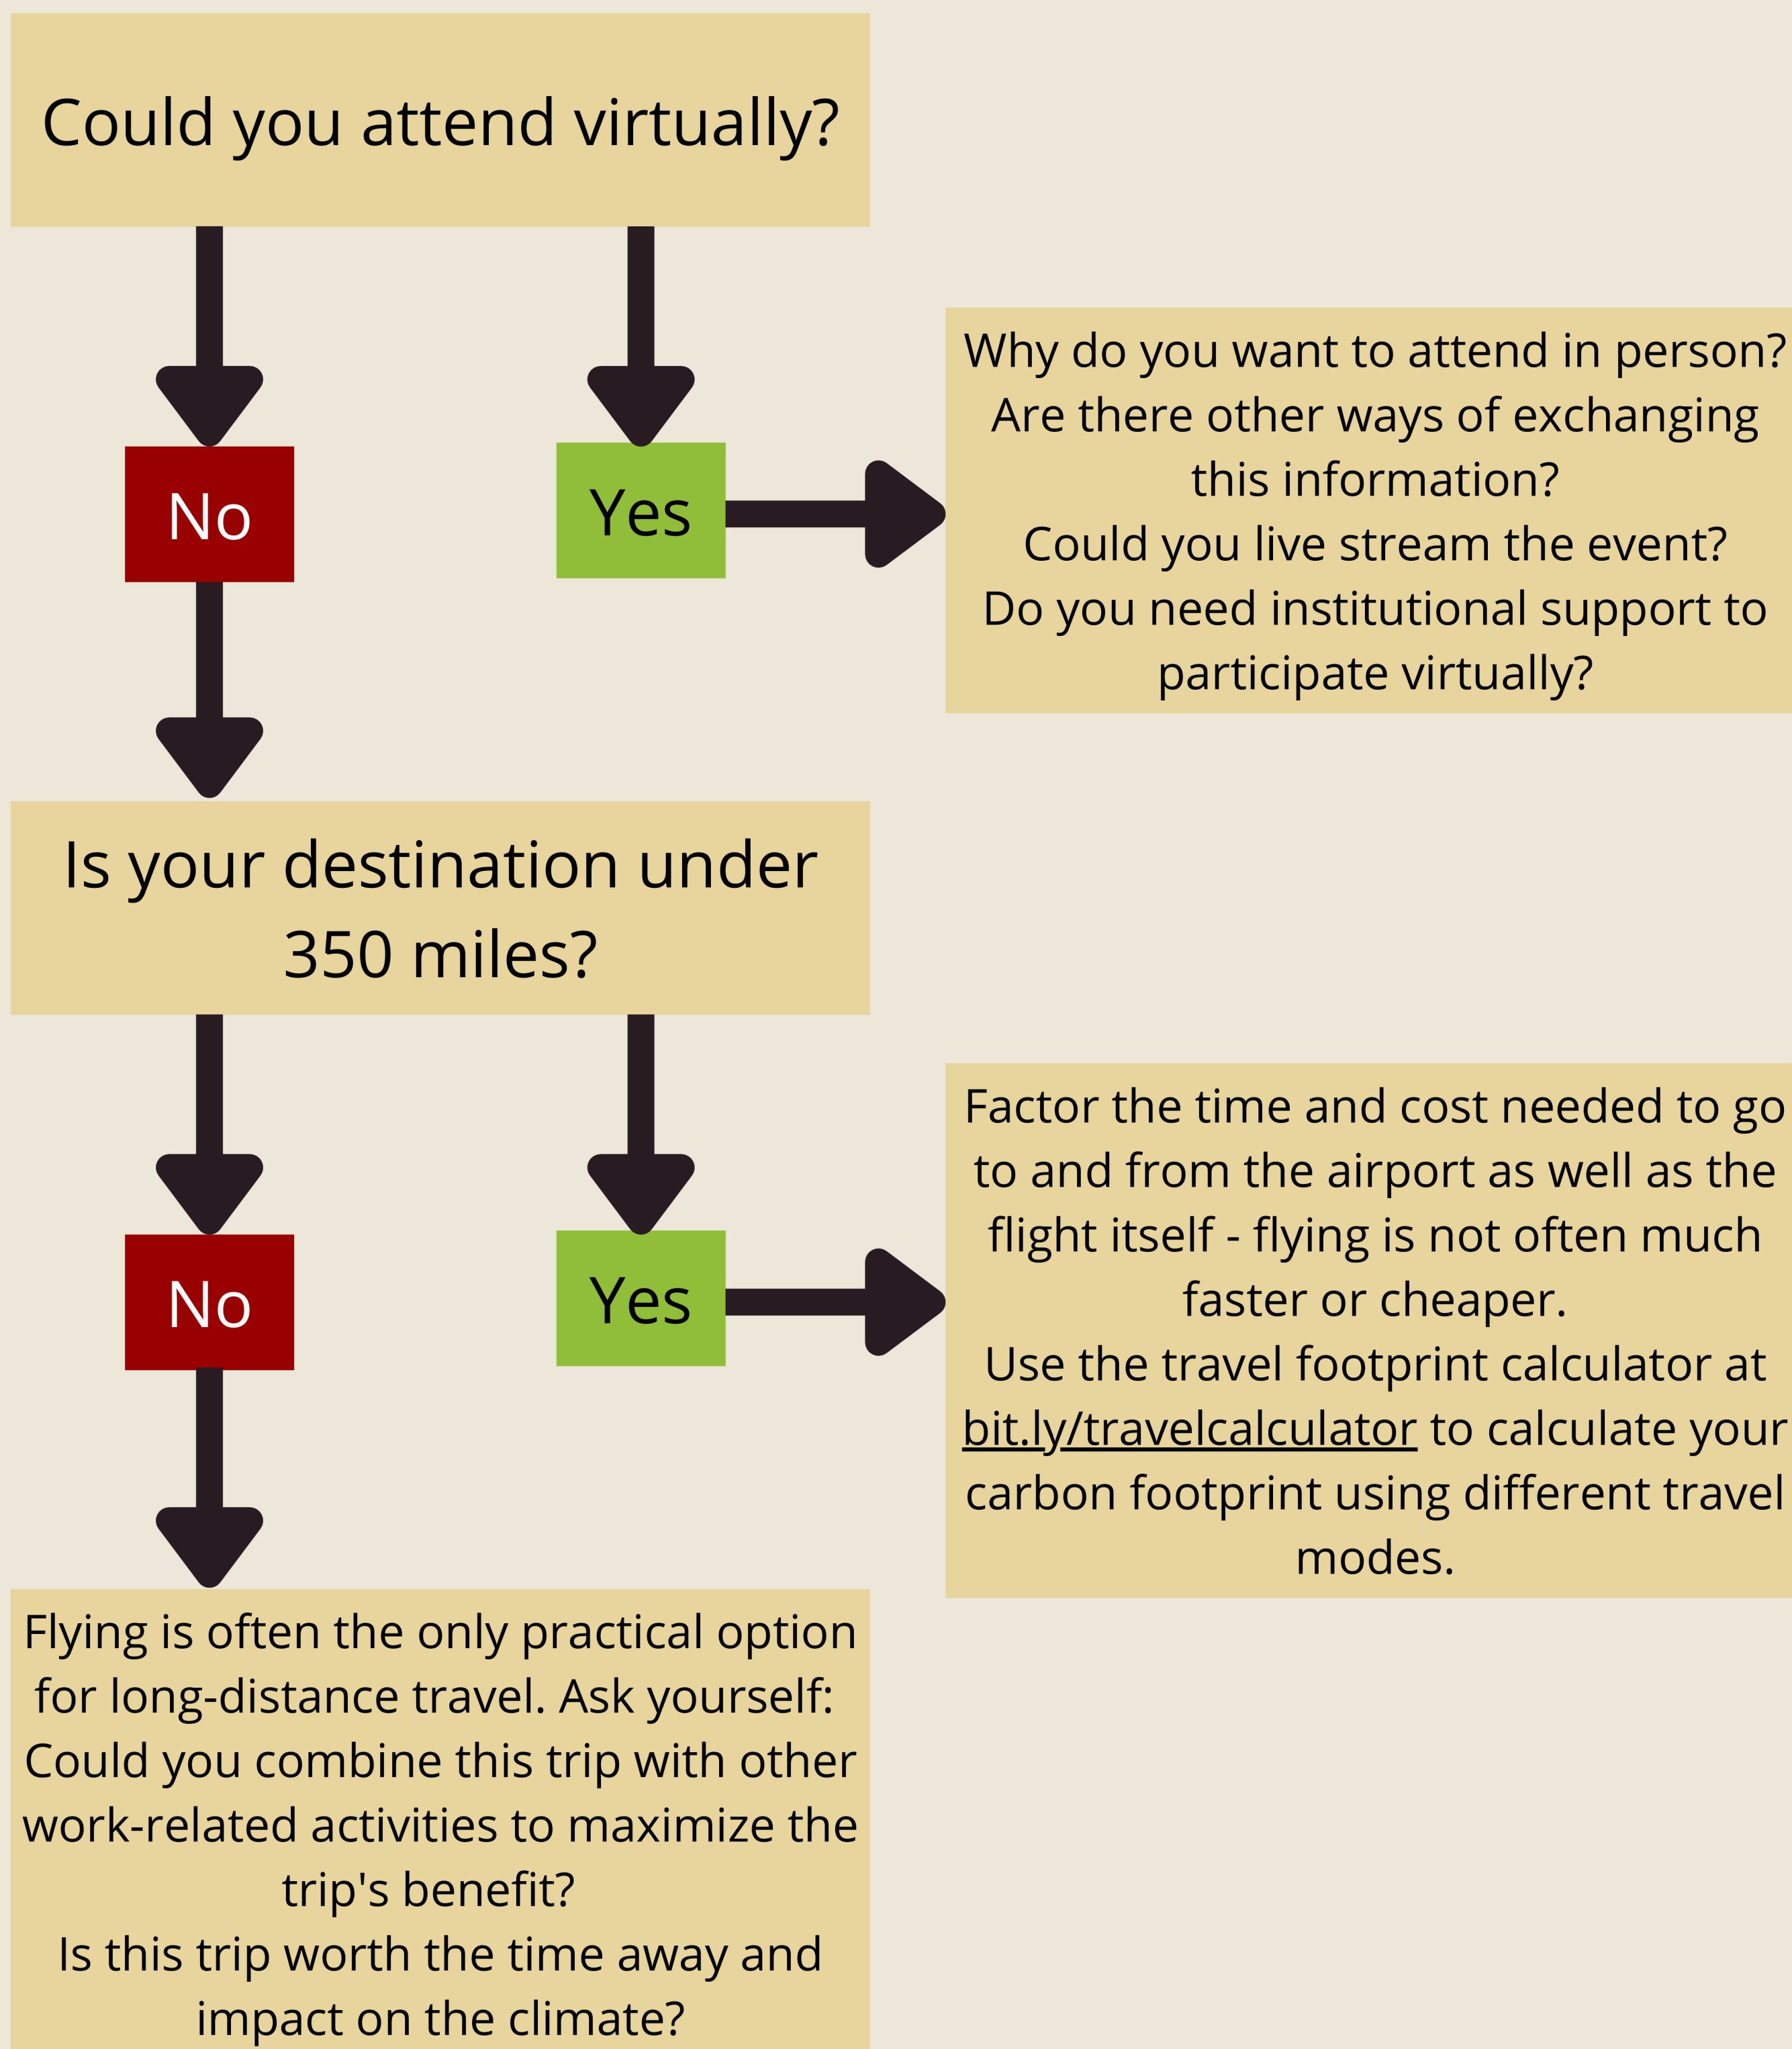 Could you attend virtually?
No
Yes
Why do you want to attend in person?
Are there other ways of exchanging
this information?
Could you live stream the event?
Do you need institutional support to
participate virtually?
Is your destination under
350 miles?
No
Yes
Factor the time and cost needed to go
to and from the airport as well as the
flight itself - flying is not often much
faster or cheaper.
Use the travel footprint calculator at
bit.ly/travelcalculator to calculate your
carbon footprint using different travel
modes.
Flying is often the only practical option
for long-distance travel. Ask yourself:
Could you combine this trip with other
work-related activities to maximize the
trip's benefit?
Is this trip worth the time away and
impact on the climate?